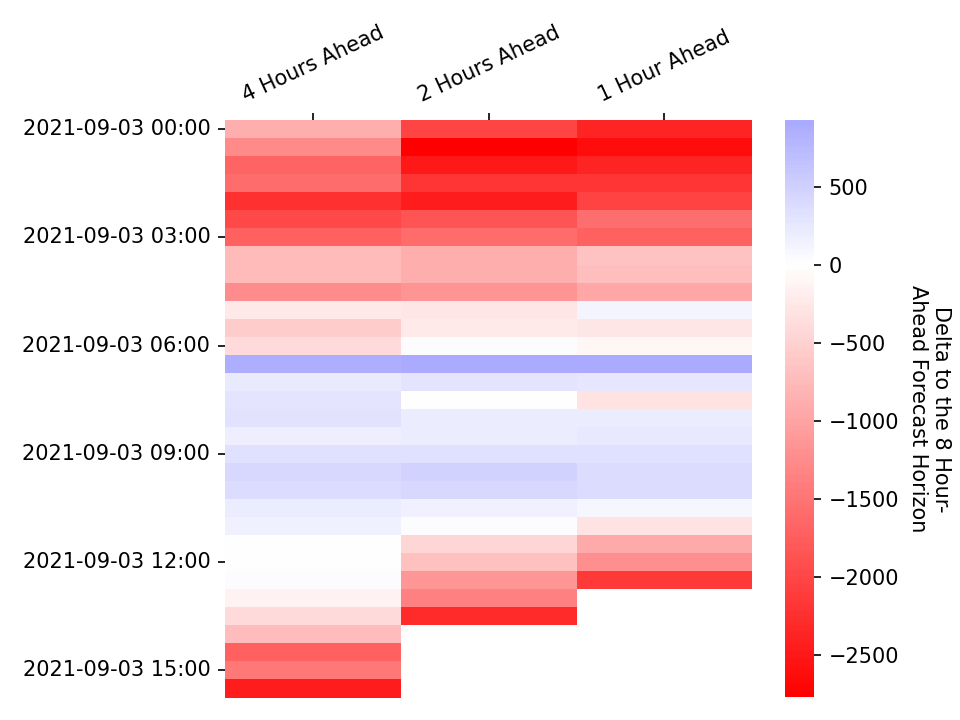 4 Hours Ahead
2 Hours Ahead
1 Hour Ahead
2021-09-03 00:00
2021-09-03 03:00
2021-09-03 06:00
2021-09-03 09:00
2021-09-03 12:00
2021-09-03 15:00
500
0
−500
−1000
−1500
−2000
−2500
Delta to the 8 Hour-
Ahead Forecast Horizon